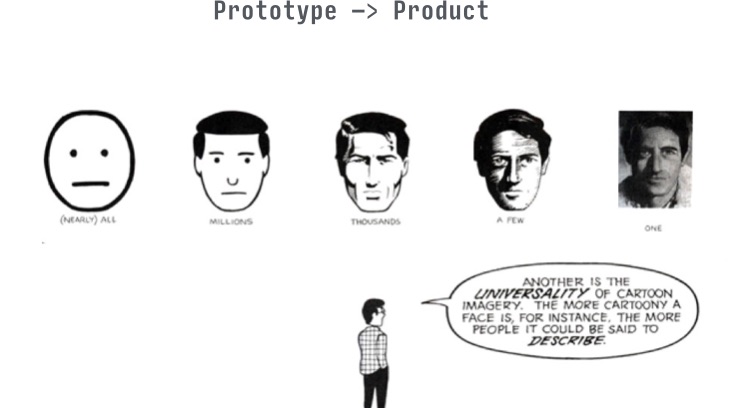 Prototype —> Product
(NEARLY) ALL
MILLIONS
THOUSANDS
A FEW
ONE
ANOTHER IS THE
UNIVERSALITY OF CARTOON
IMAGERY. THE MORE CARTOONY A
FACE IS, FOR INSTANCE, THE MORE
PEOPLE IT COULD BE SAID TO
DESCRIBE.